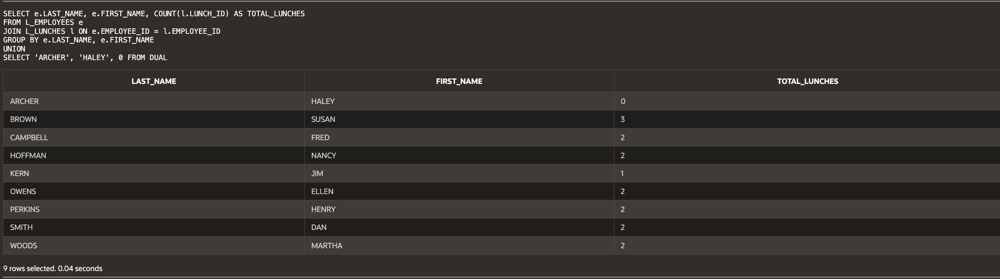 SELECT e.LAST_NAME, e.FIRST_NAME, COUNT(l.LUNCH_ID) AS TOTAL_LUNCHES
FROM L_EMPLOYEES e
JOIN L_LUNCHES l ON e.EMPLOYEE_ID = l.EMPLOYEE_ID
GROUP BY e.LAST_NAME, e.FIRST_NAME
UNION
SELECT 'ARCHER', 'HALEY', 0 FROM DUAL
LAST_NAME FIRST_NAME TOTAL_LUNCHES
ARCHER HALEY 0
BROWN SUSAN 3
CAMPBELL FRED 2
HOFFMAN NANCY 2
KERN JIM 1
OWENS ELLEN 2
PERKINS HENRY 2
SMITH DAN 2
WOODS MARTHA 2
9 rows selected. 0.04 seconds